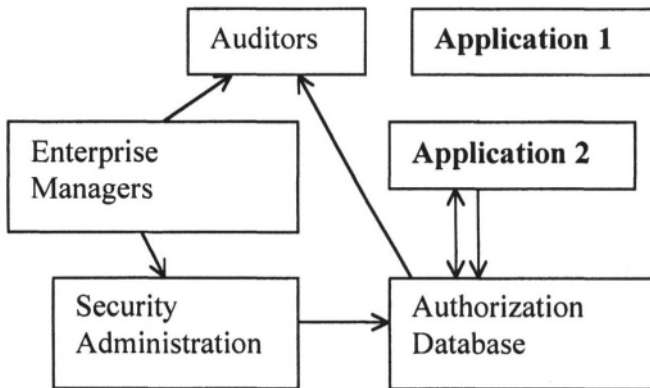 Auditors
Application 1
Enterprise
Managers
Application 2
Security
Administration
Authorization
Database